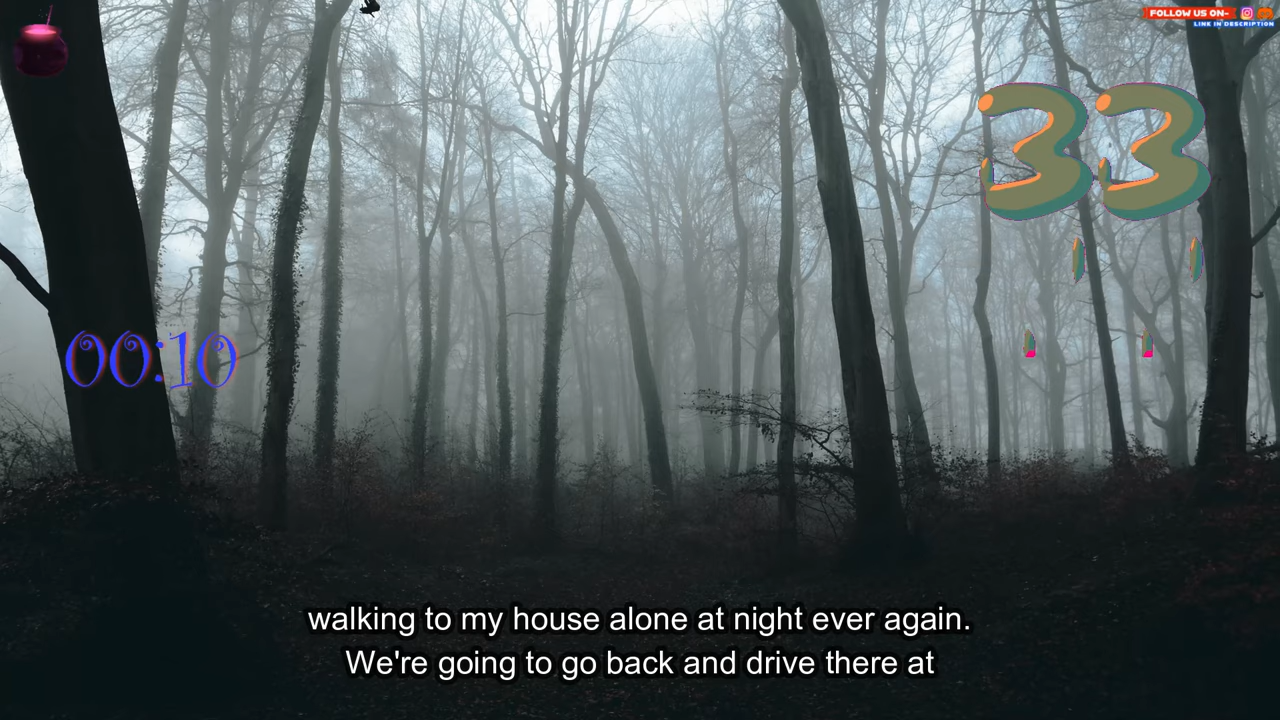 FOLLOW US ON-
LINK IN DESCRIPTION
33
00:10
walking to my house alone at night ever again.
We're going to go back and drive there at